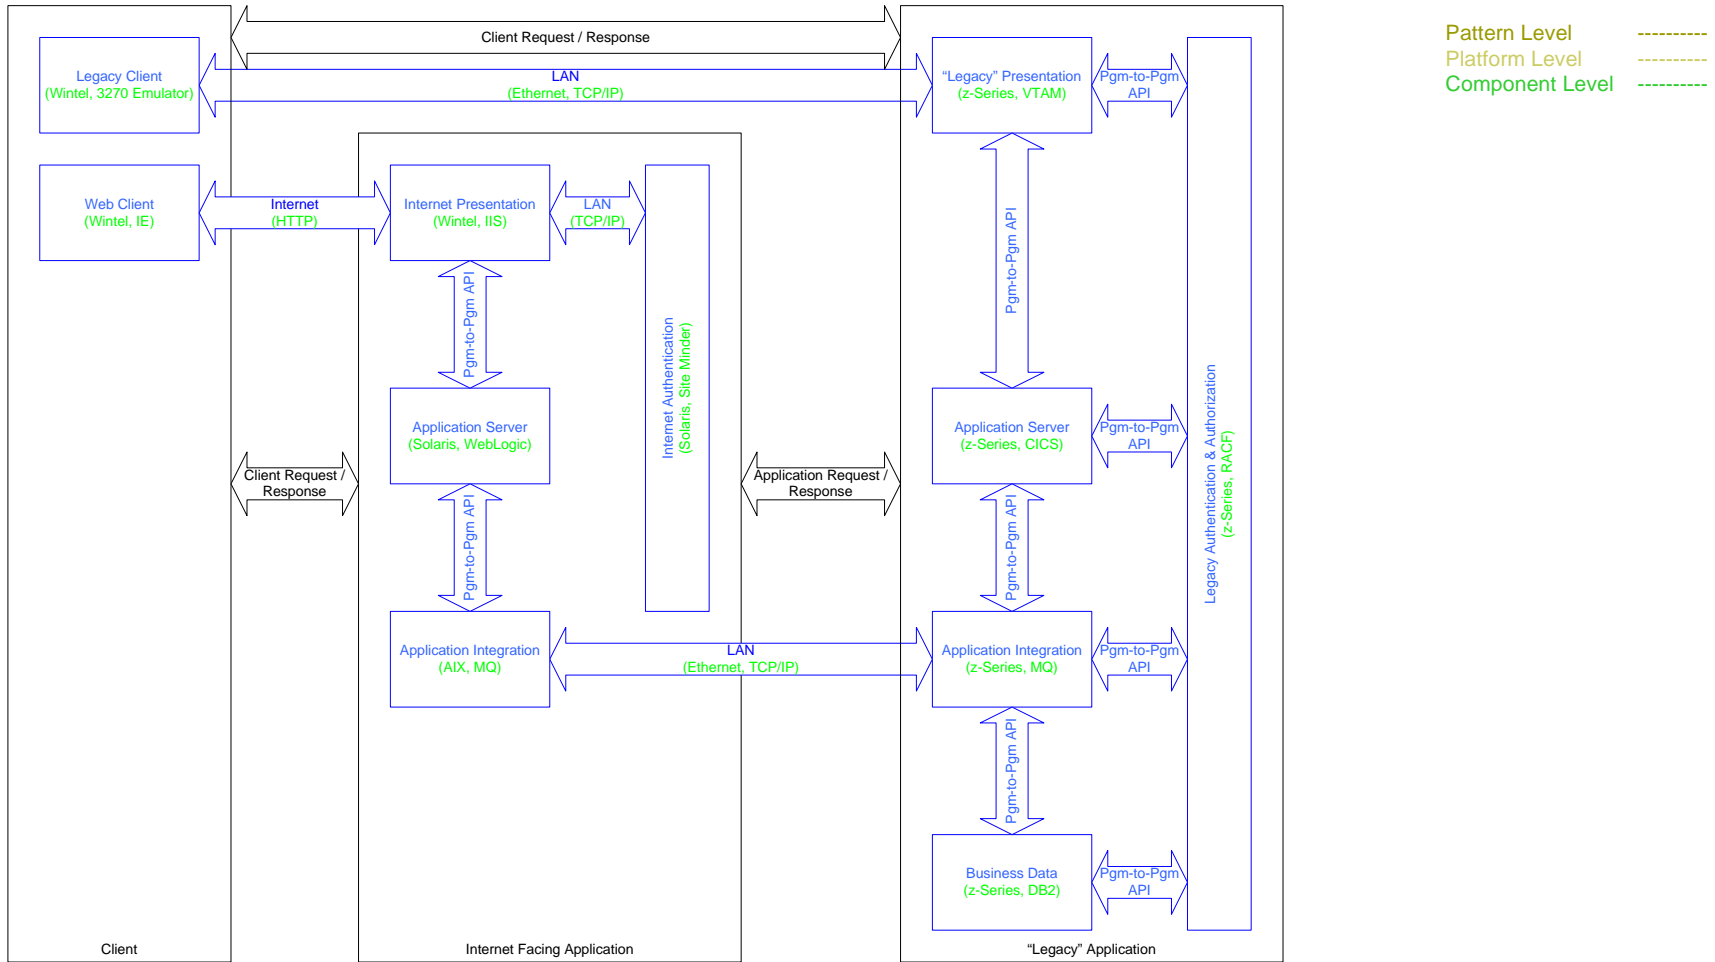 Client Request / Response
Pattern Level ----------
Platform Level ----------
Component Level ----------
Legacy Client
(Wintel, 3270 Emulator)
LAN
(Ethernet, TCP/IP)
“Legacy” Presentation
(z-Series, VTAM)
Pgm-to-Pgm
API
Web Client
(Wintel, IE)
Internet
(HTTP)
Internet Presentation
(Wintel, IIS)
LAN
(TCP/IP)
Pgm-to-Pgm API
Pgm-to-Pgm API
Internet Authentication
(Solaris, Site Minder)
Legacy Authentication & Authorization
(z-Series, RACF)
Application Server
(Solaris, WebLogic)
Application Server
(z-Series, CICS)
Pgm-to-Pgm
API
Client Request /
Response
Application Request /
Response
Pgm-to-Pgm API
Pgm-to-Pgm API
Application Integration
(AIX, MQ)
LAN
(Ethernet, TCP/IP)
Application Integration
(z-Series, MQ)
Pgm-to-Pgm
API
Pgm-to-Pgm API
Business Data
(z-Series, DB2)
Pgm-to-Pgm
API
Client
Internet Facing Application
“Legacy” Application